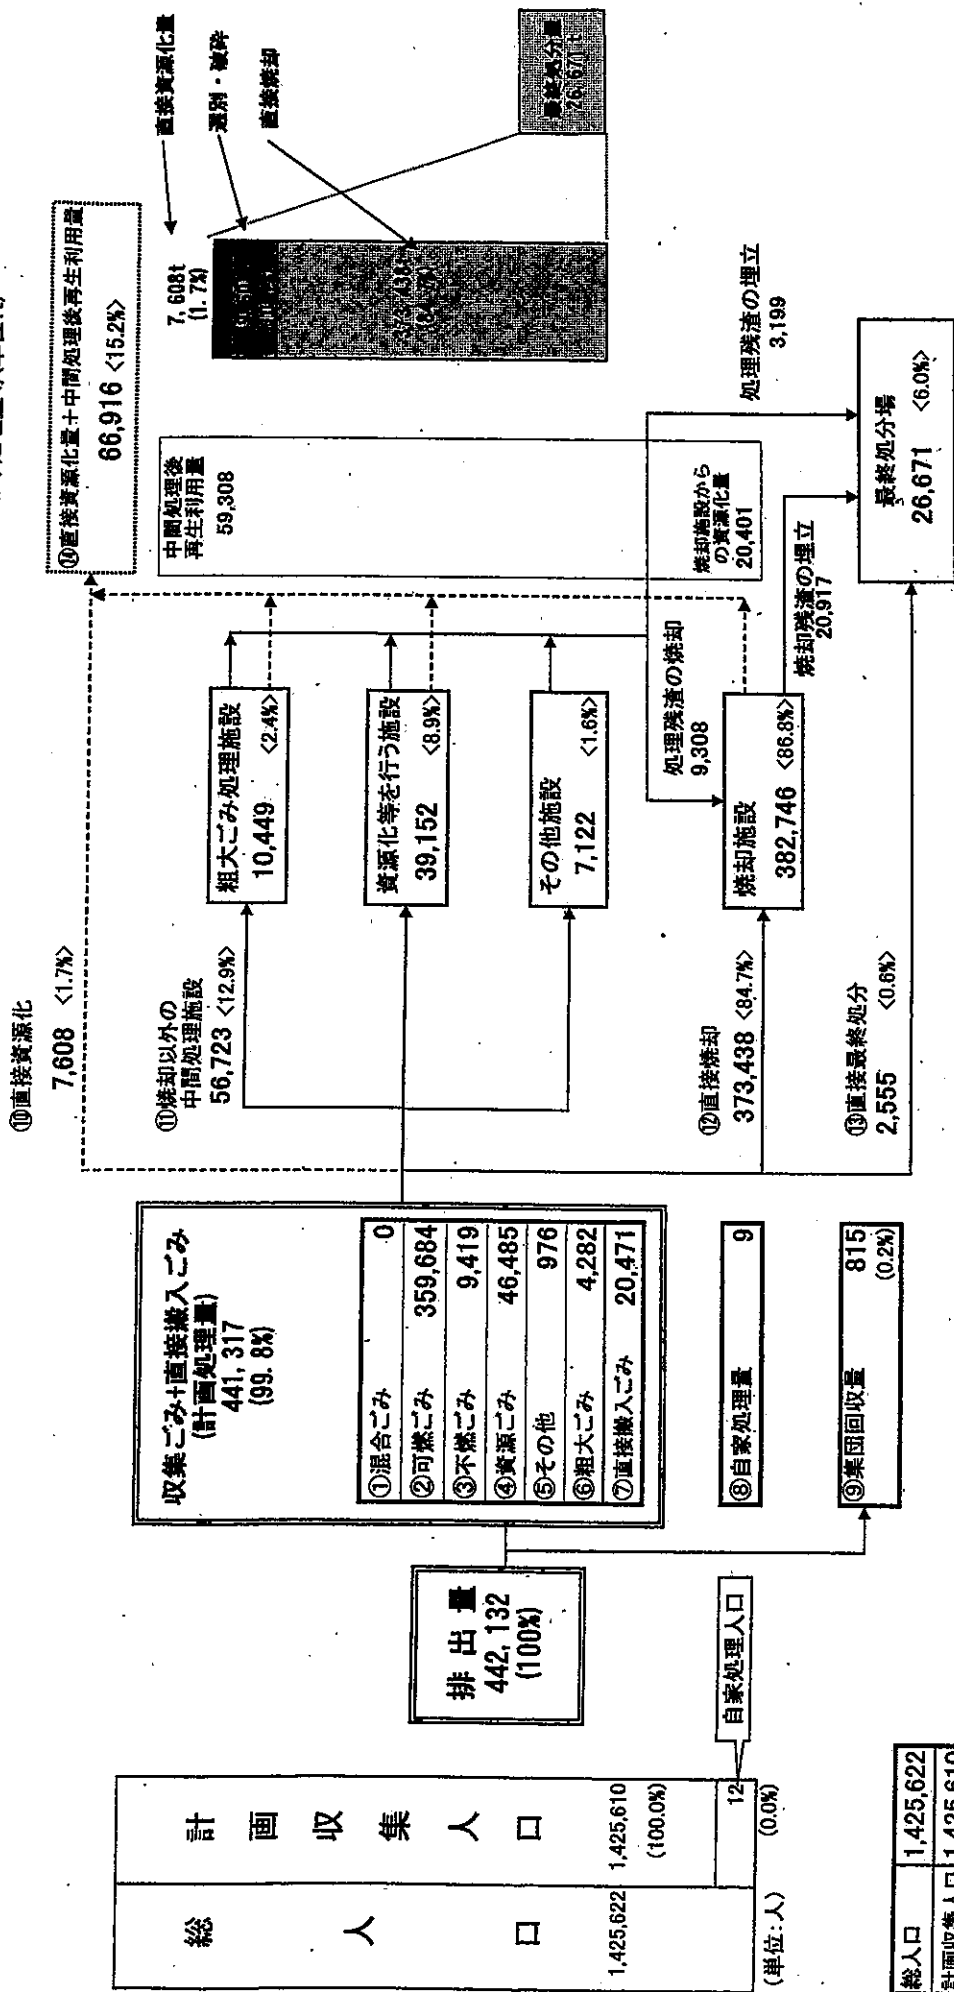 総人口
1,425,622
計画収集人口
1,425,610
(100.0%)
12
(0.0%)
(単位:人)
自家処理人口
総人口 1,425,622
計画収集人口 1,425,610
排出量
442,132
(100%)
収集ごみ+直接搬入ごみ
(計画処理量)
441,317
(99.8%)
①混合ごみ 0
②可燃ごみ 359,684
③不燃ごみ 9,419
④資源ごみ 46,485
⑤その他 976
⑥粗大ごみ 4,282
⑦直接搬入ごみ 20,471
⑧自家処理量 9
⑨集団回収量 815
(0.2%)
⑩直接資源化
7,608 <1.7%>
⑪焼却以外の
中間処理施設
56,723 <12.9%>
⑫直接焼却
373,438 <84.7%>
⑬直接最終処分
2,555 <0.6%>
粗大ごみ処理施設
10,449 <2.4%>
資源化等を行う施設
39,152 <8.9%>
その他施設
7,122 <1.6%>
処理残渣の焼却
9,308
焼却施設
382,746 <86.8%>
焼却残渣の埋立
20,917
処理残渣の埋立
3,199
最終処分場
26,671 <6.0%>
⑭直接資源化量+中間処理後再生利用量
66,916 <15.2%>
中間処理後
再生利用量
59,308
焼却施設から
の資源化量
20,401
7,608t
(1.7%)
373,438t
直接資源化量
選別・破砕
直接焼却
最終処分量
26,671t